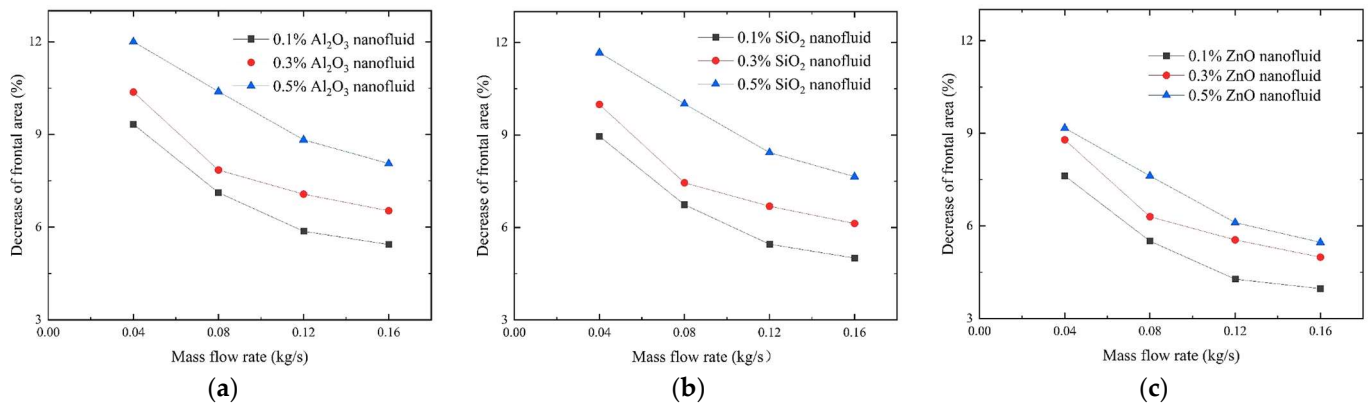 Decrease of frontal area (%)
12
9
6
3
0.1% Al₂O₃ nanofluid
0.3% Al₂O₃ nanofluid
0.5% Al₂O₃ nanofluid
0.00 0.04 0.08 0.12 0.16
Mass flow rate (kg/s)
(a)
Decrease of frontal area (%)
12
9
6
3
0.1% SiO₂ nanofluid
0.3% SiO₂ nanofluid
0.5% SiO₂ nanofluid
0.00 0.04 0.08 0.12 0.16
Mass flow rate (kg/s）
(b)
Decrease of frontal area (%)
12
9
6
3
0.1% ZnO nanofluid
0.3% ZnO nanofluid
0.5% ZnO nanofluid
0.00 0.04 0.08 0.12 0.16
Mass flow rate (kg/s)
(c)